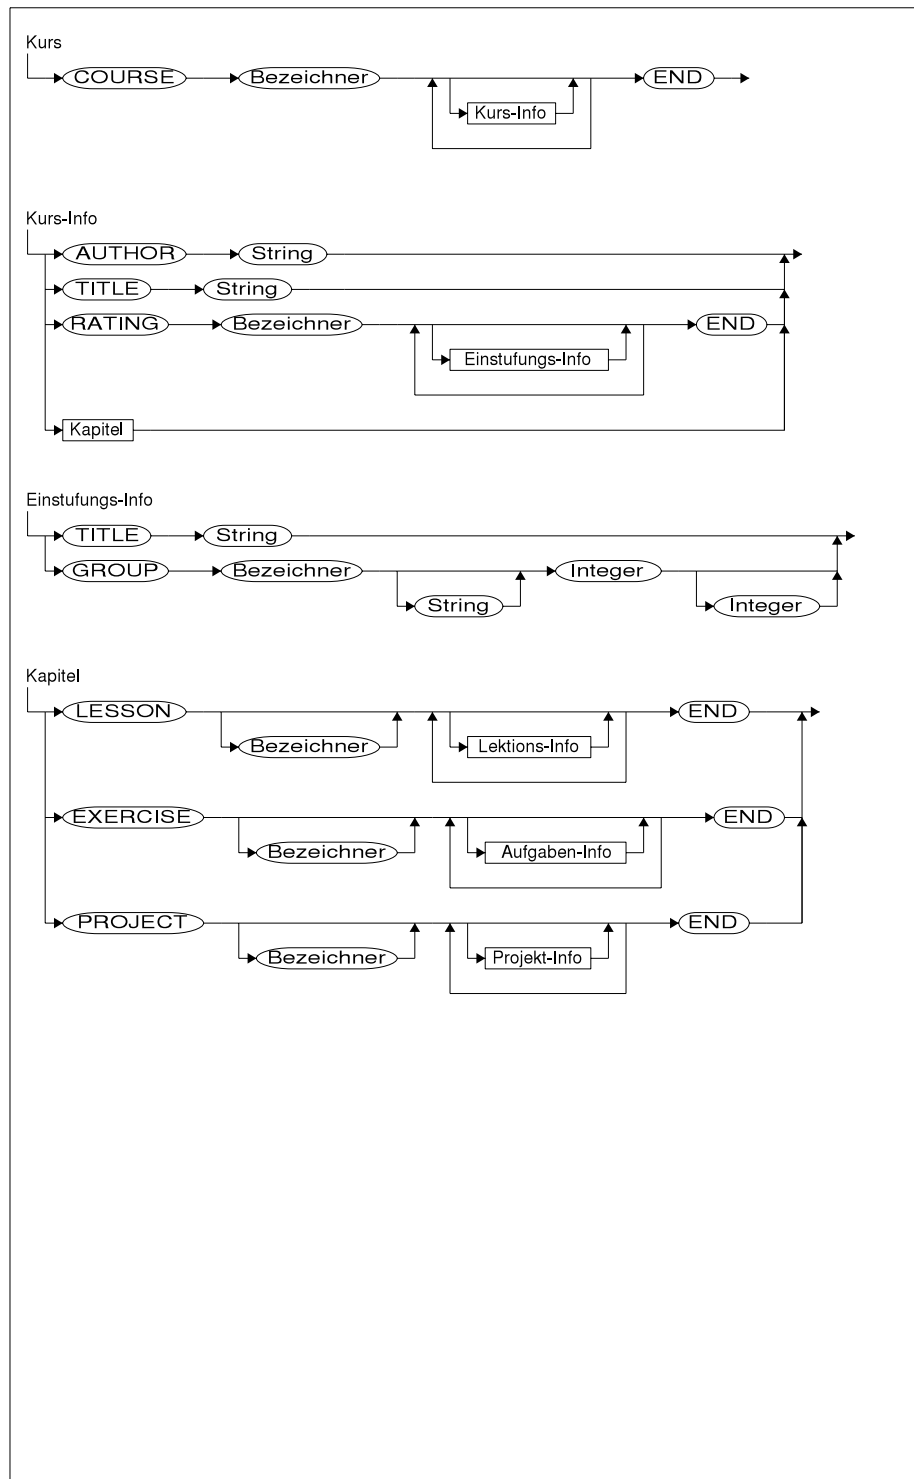 Kurs
COURSE Bezeichner END
Kurs-Info
Kurs-Info
AUTHOR String
TITLE String
RATING Bezeichner END
Einstufungs-Info
Kapitel
Einstufungs-Info
TITLE String
GROUP Bezeichner Integer
String Integer
Kapitel
LESSON END
Bezeichner Lektions-Info
EXERCISE END
Bezeichner Aufgaben-Info
PROJECT END
Bezeichner Projekt-Info